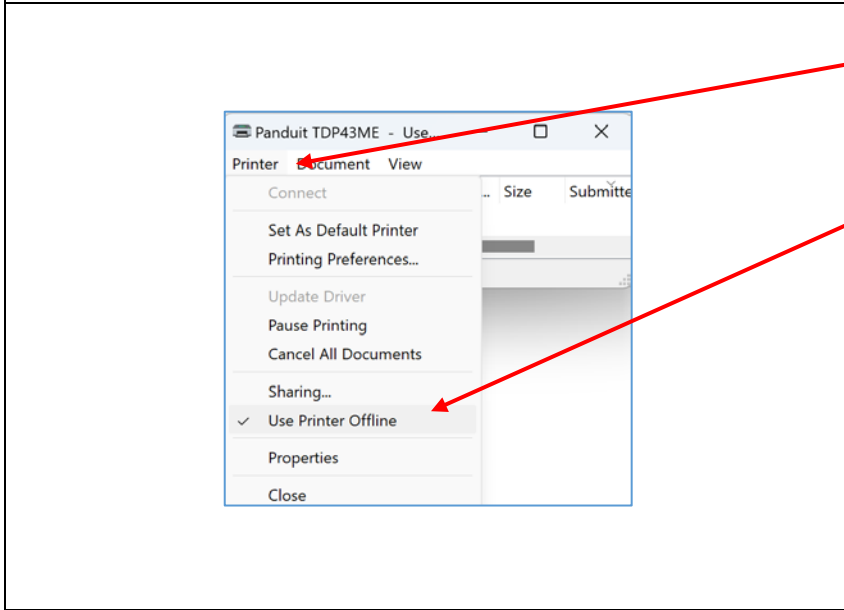 Panduit TDP43ME - Use...
Printer Document View
Connect
... Size Submitte
Set As Default Printer
Printing Preferences...
Update Driver
Pause Printing
Cancel All Documents
Sharing...
Use Printer Offline
Properties
Close